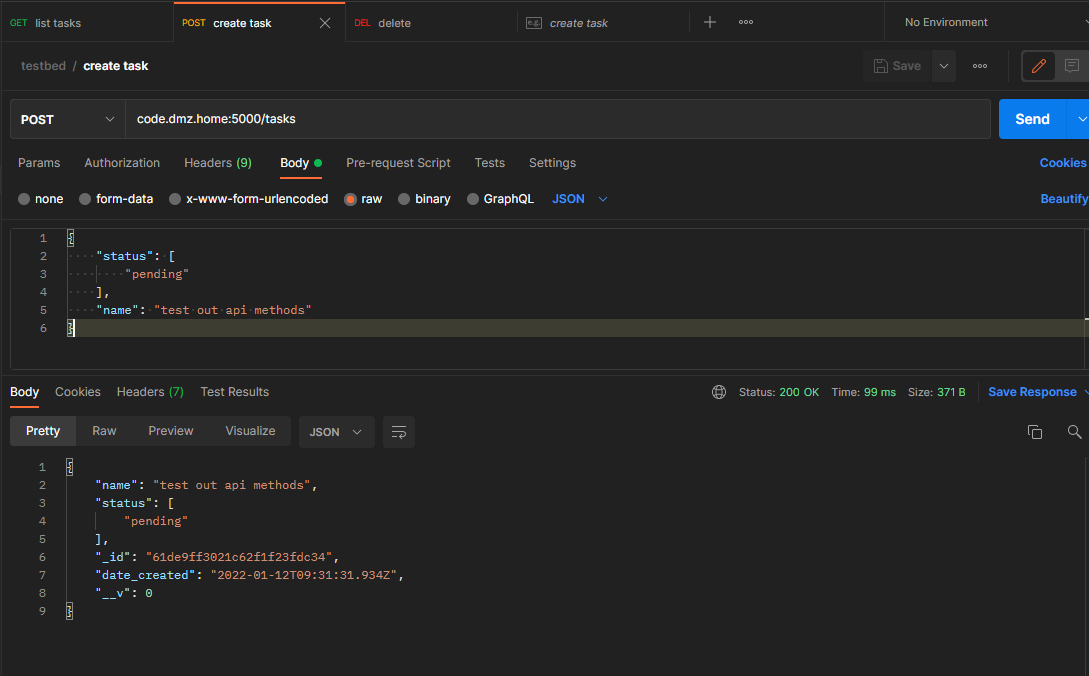 GET list tasks POST create task DEL delete e.g. create task No Environment
testbed / create task Save
POST code.dmz.home:5000/tasks Send
Params Authorization Headers (9) Body Pre-request Script Tests Settings Cookies
none form-data x-www-form-urlencoded raw binary GraphQL JSON Beautify
1 {
2 "status": [
3 "pending"
4 ],
5 "name": "test out api methods"
6 }
Body Cookies Headers (7) Test Results Status: 200 OK Time: 99 ms Size: 371 B Save Response
Pretty Raw Preview Visualize JSON
1 {
2 "name": "test out api methods",
3 "status": [
4 "pending"
5 ],
6 "_id": "61de9ff3021c62f1f23fdc34",
7 "date_created": "2022-01-12T09:31:31.934Z",
8 "__v": 0
9 }